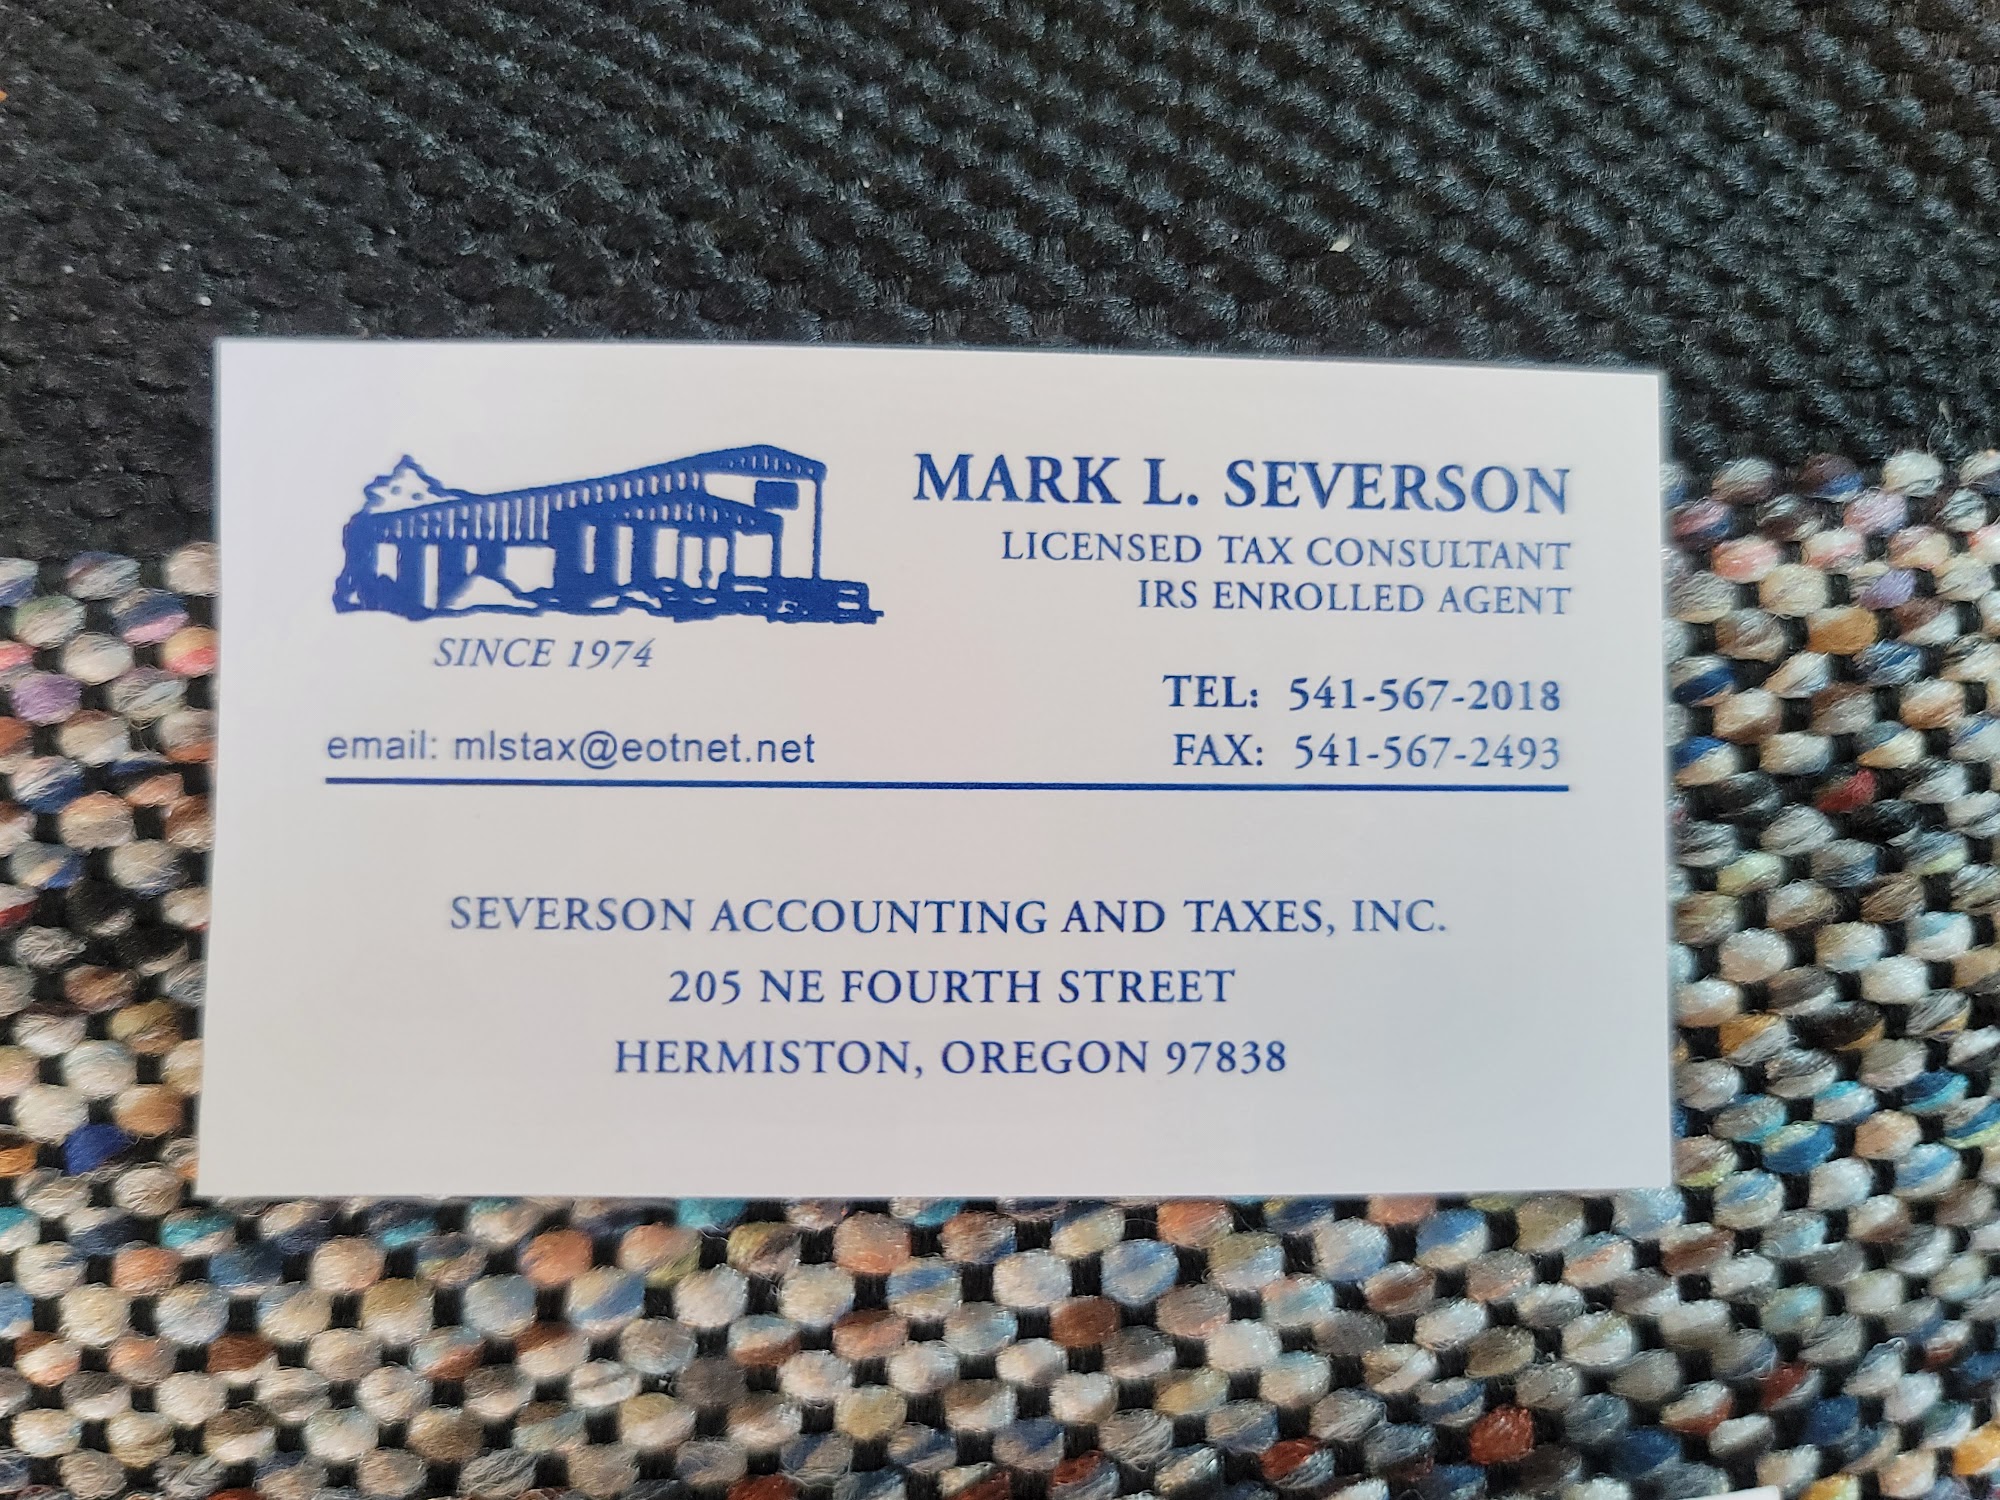 MARK L. SEVERSON
LICENSED TAX CONSULTANT
IRS ENROLLED AGENT
SINCE 1974
TEL: 541-567-2018
email: mlstax@eotnet.net
FAX: 541-567-2493
SEVERSON ACCOUNTING AND TAXES, INC.
205 NE FOURTH STREET
HERMISTON, OREGON 97838